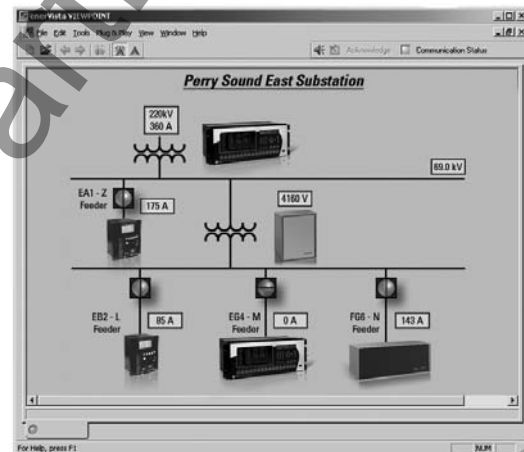 enerVista VIEWPOINT
File Edit Tools Plug & Play View Window Help
Acknowledge Communication Status
Perry Sound East Substation
220kV
360 A
69.0 kV
EA1 - Z
Feeder
175 A
4160 V
EB2 - L
Feeder
85 A
EG4 - M
Feeder
0 A
FG6 - N
Feeder
143 A
For Help, press F1
NUM